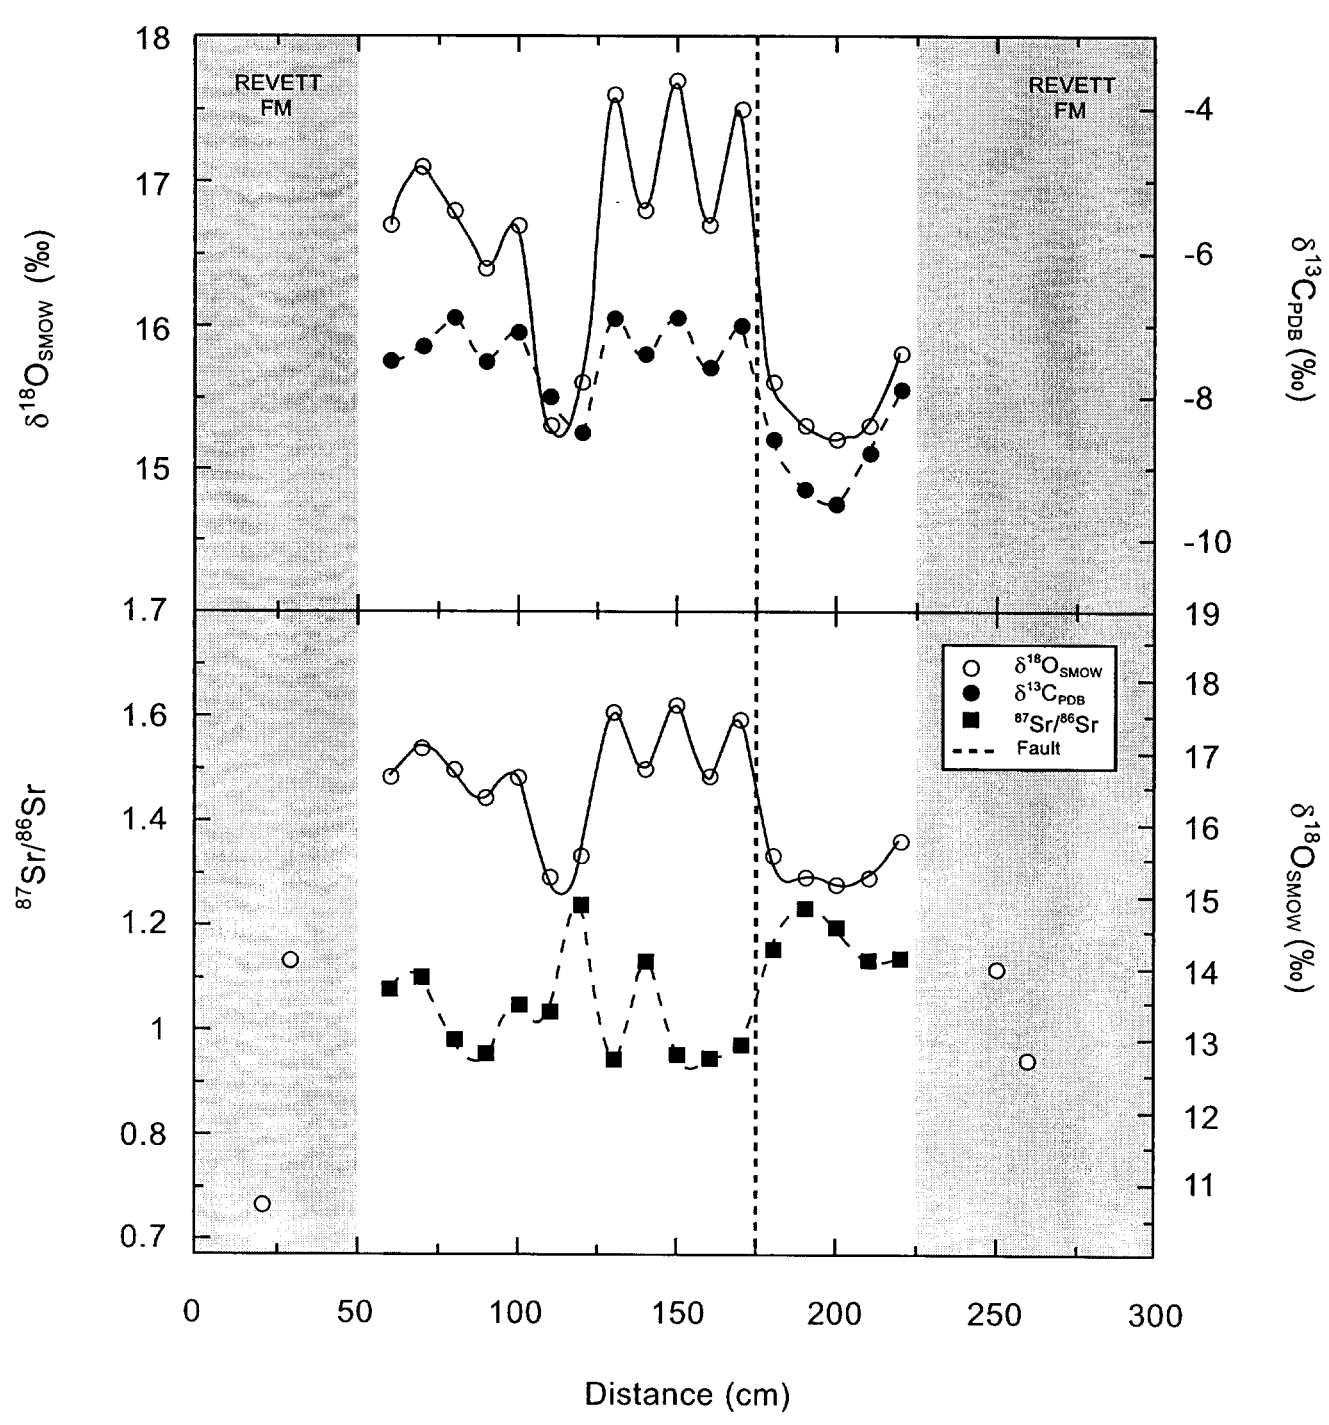 18
17
16
15
1.7
1.6
1.4
1.2
1
0.8
0.7
δ18OSMOW (‰)
87Sr/86Sr
REVETT
FM
REVETT
FM
-4
-6
-8
-10
19
18
17
16
15
14
13
12
11
δ13CPDB (‰)
δ18OSMOW (‰)
δ18OSMOW
δ13CPDB
87Sr/86Sr
Fault
0 50 100 150 200 250 300
Distance (cm)